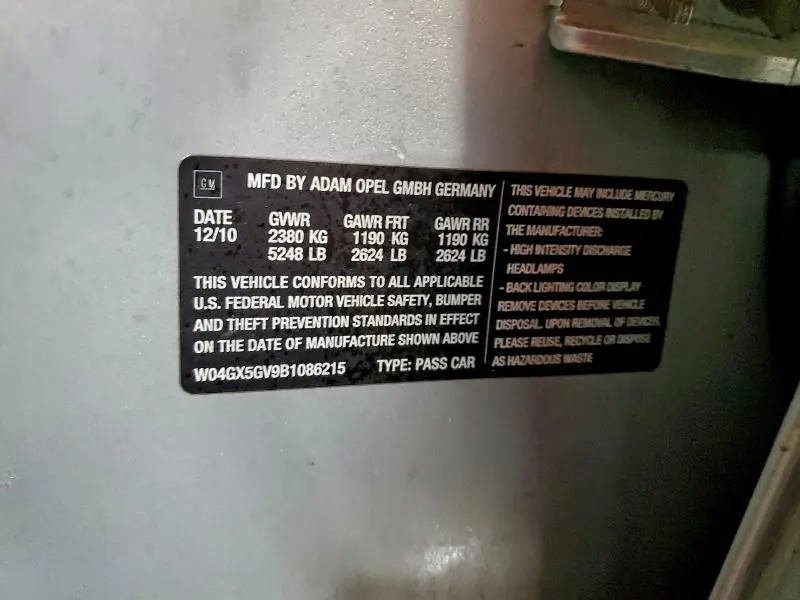 GM
MFD BY ADAM OPEL GMBH GERMANY
DATE GVWR GAWR FRT GAWR RR
12/10 2380 KG 1190 KG 1190 KG
5248 LB 2624 LB 2624 LB
THIS VEHICLE CONFORMS TO ALL APPLICABLE
U.S. FEDERAL MOTOR VEHICLE SAFETY, BUMPER
AND THEFT PREVENTION STANDARDS IN EFFECT
ON THE DATE OF MANUFACTURE SHOWN ABOVE
W04GX5GV9B1086215 TYPE: PASS CAR
THIS VEHICLE MAY INCLUDE MERCURY
CONTAINING DEVICES INSTALLED BY
THE MANUFACTURER:
- HIGH INTENSITY DISCHARGE
HEADLAMPS
- BACK LIGHTING COLOR DISPLAY
REMOVE DEVICES BEFORE VEHICLE
DISPOSAL. UPON REMOVAL OF DEVICES,
PLEASE REUSE, RECYCLE OR DISPOSE
AS HAZARDOUS WASTE